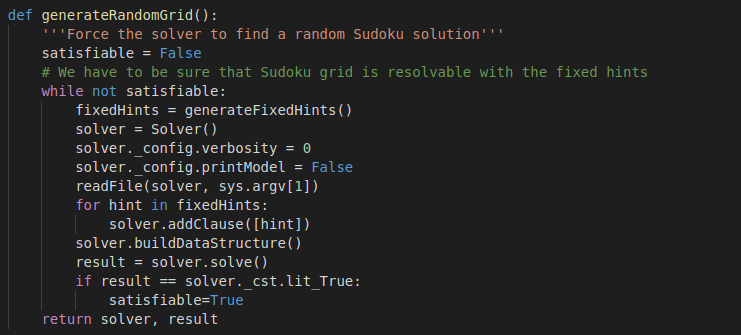 def generateRandomGrid():
    '''Force the solver to find a random Sudoku solution'''
    satisfiable = False
    # We have to be sure that Sudoku grid is resolvable with the fixed hints
    while not satisfiable:
        fixedHints = generateFixedHints()
        solver = Solver()
        solver._config.verbosity = 0
        solver._config.printModel = False
        readFile(solver, sys.argv[1])
        for hint in fixedHints:
            solver.addClause([hint])
        solver.buildDataStructure()
        result = solver.solve()
        if result == solver._cst.lit_True:
            satisfiable=True
    return solver, result